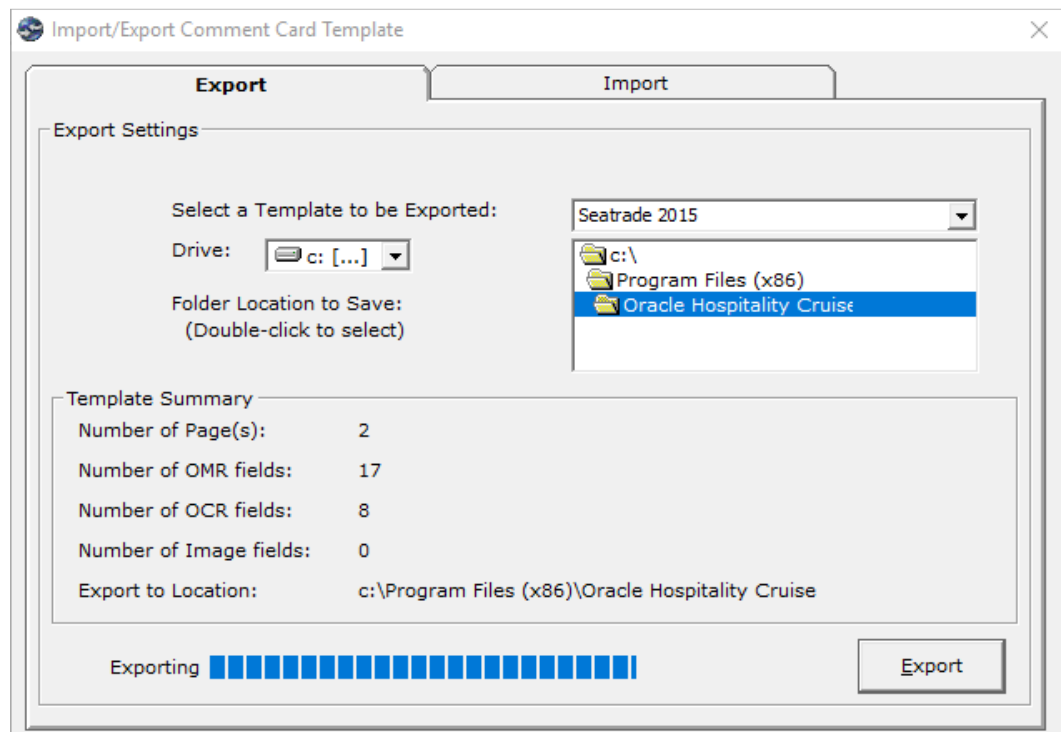 Import/Export Comment Card Template
Export
Import
Export Settings
Select a Template to be Exported:
Seatrade 2015
Drive:
c: [...]
c:\
Program Files (x86)
Folder Location to Save:
Oracle Hospitality Cruise
(Double-click to select)
Template Summary
Number of Page(s): 2
Number of OMR fields: 17
Number of OCR fields: 8
Number of Image fields: 0
Export to Location: c:\Program Files (x86)\Oracle Hospitality Cruise
Exporting
Export